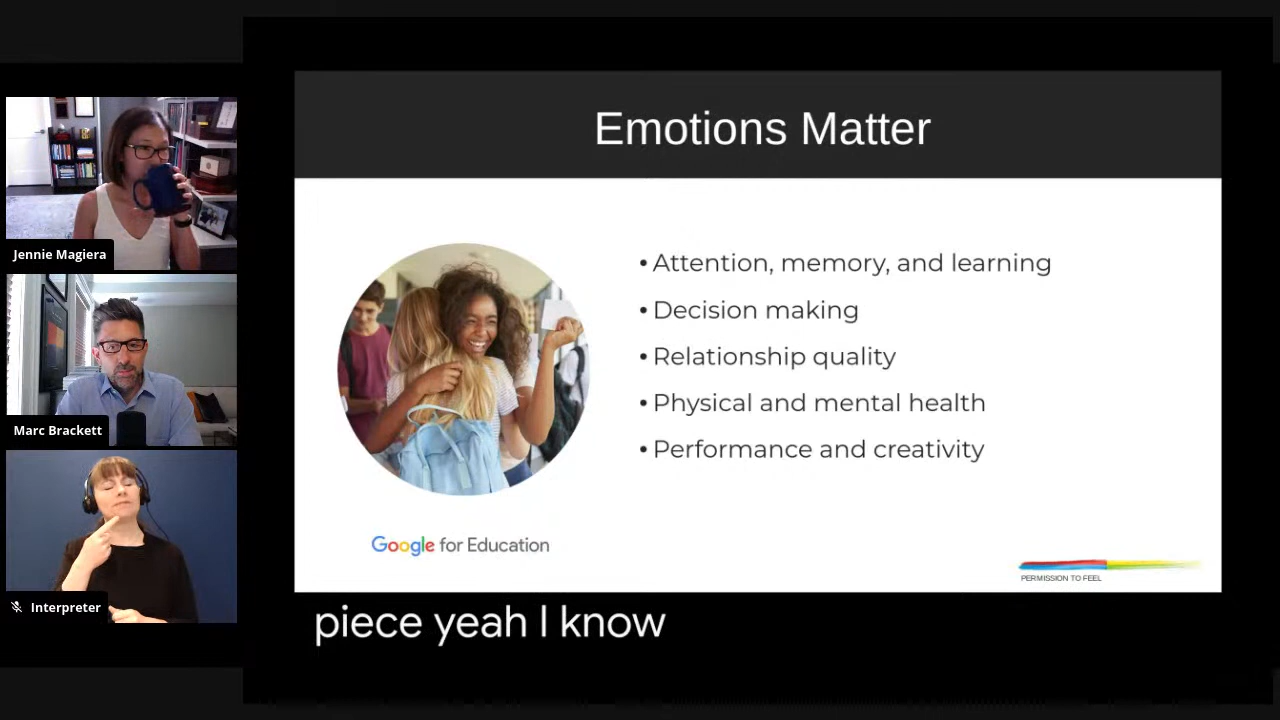 Emotions Matter
• Attention, memory, and learning
• Decision making
• Relationship quality
• Physical and mental health
• Performance and creativity
Google for Education
PERMISSION TO FEEL
Jennie Magiera
Marc Brackett
Interpreter
piece yeah I know